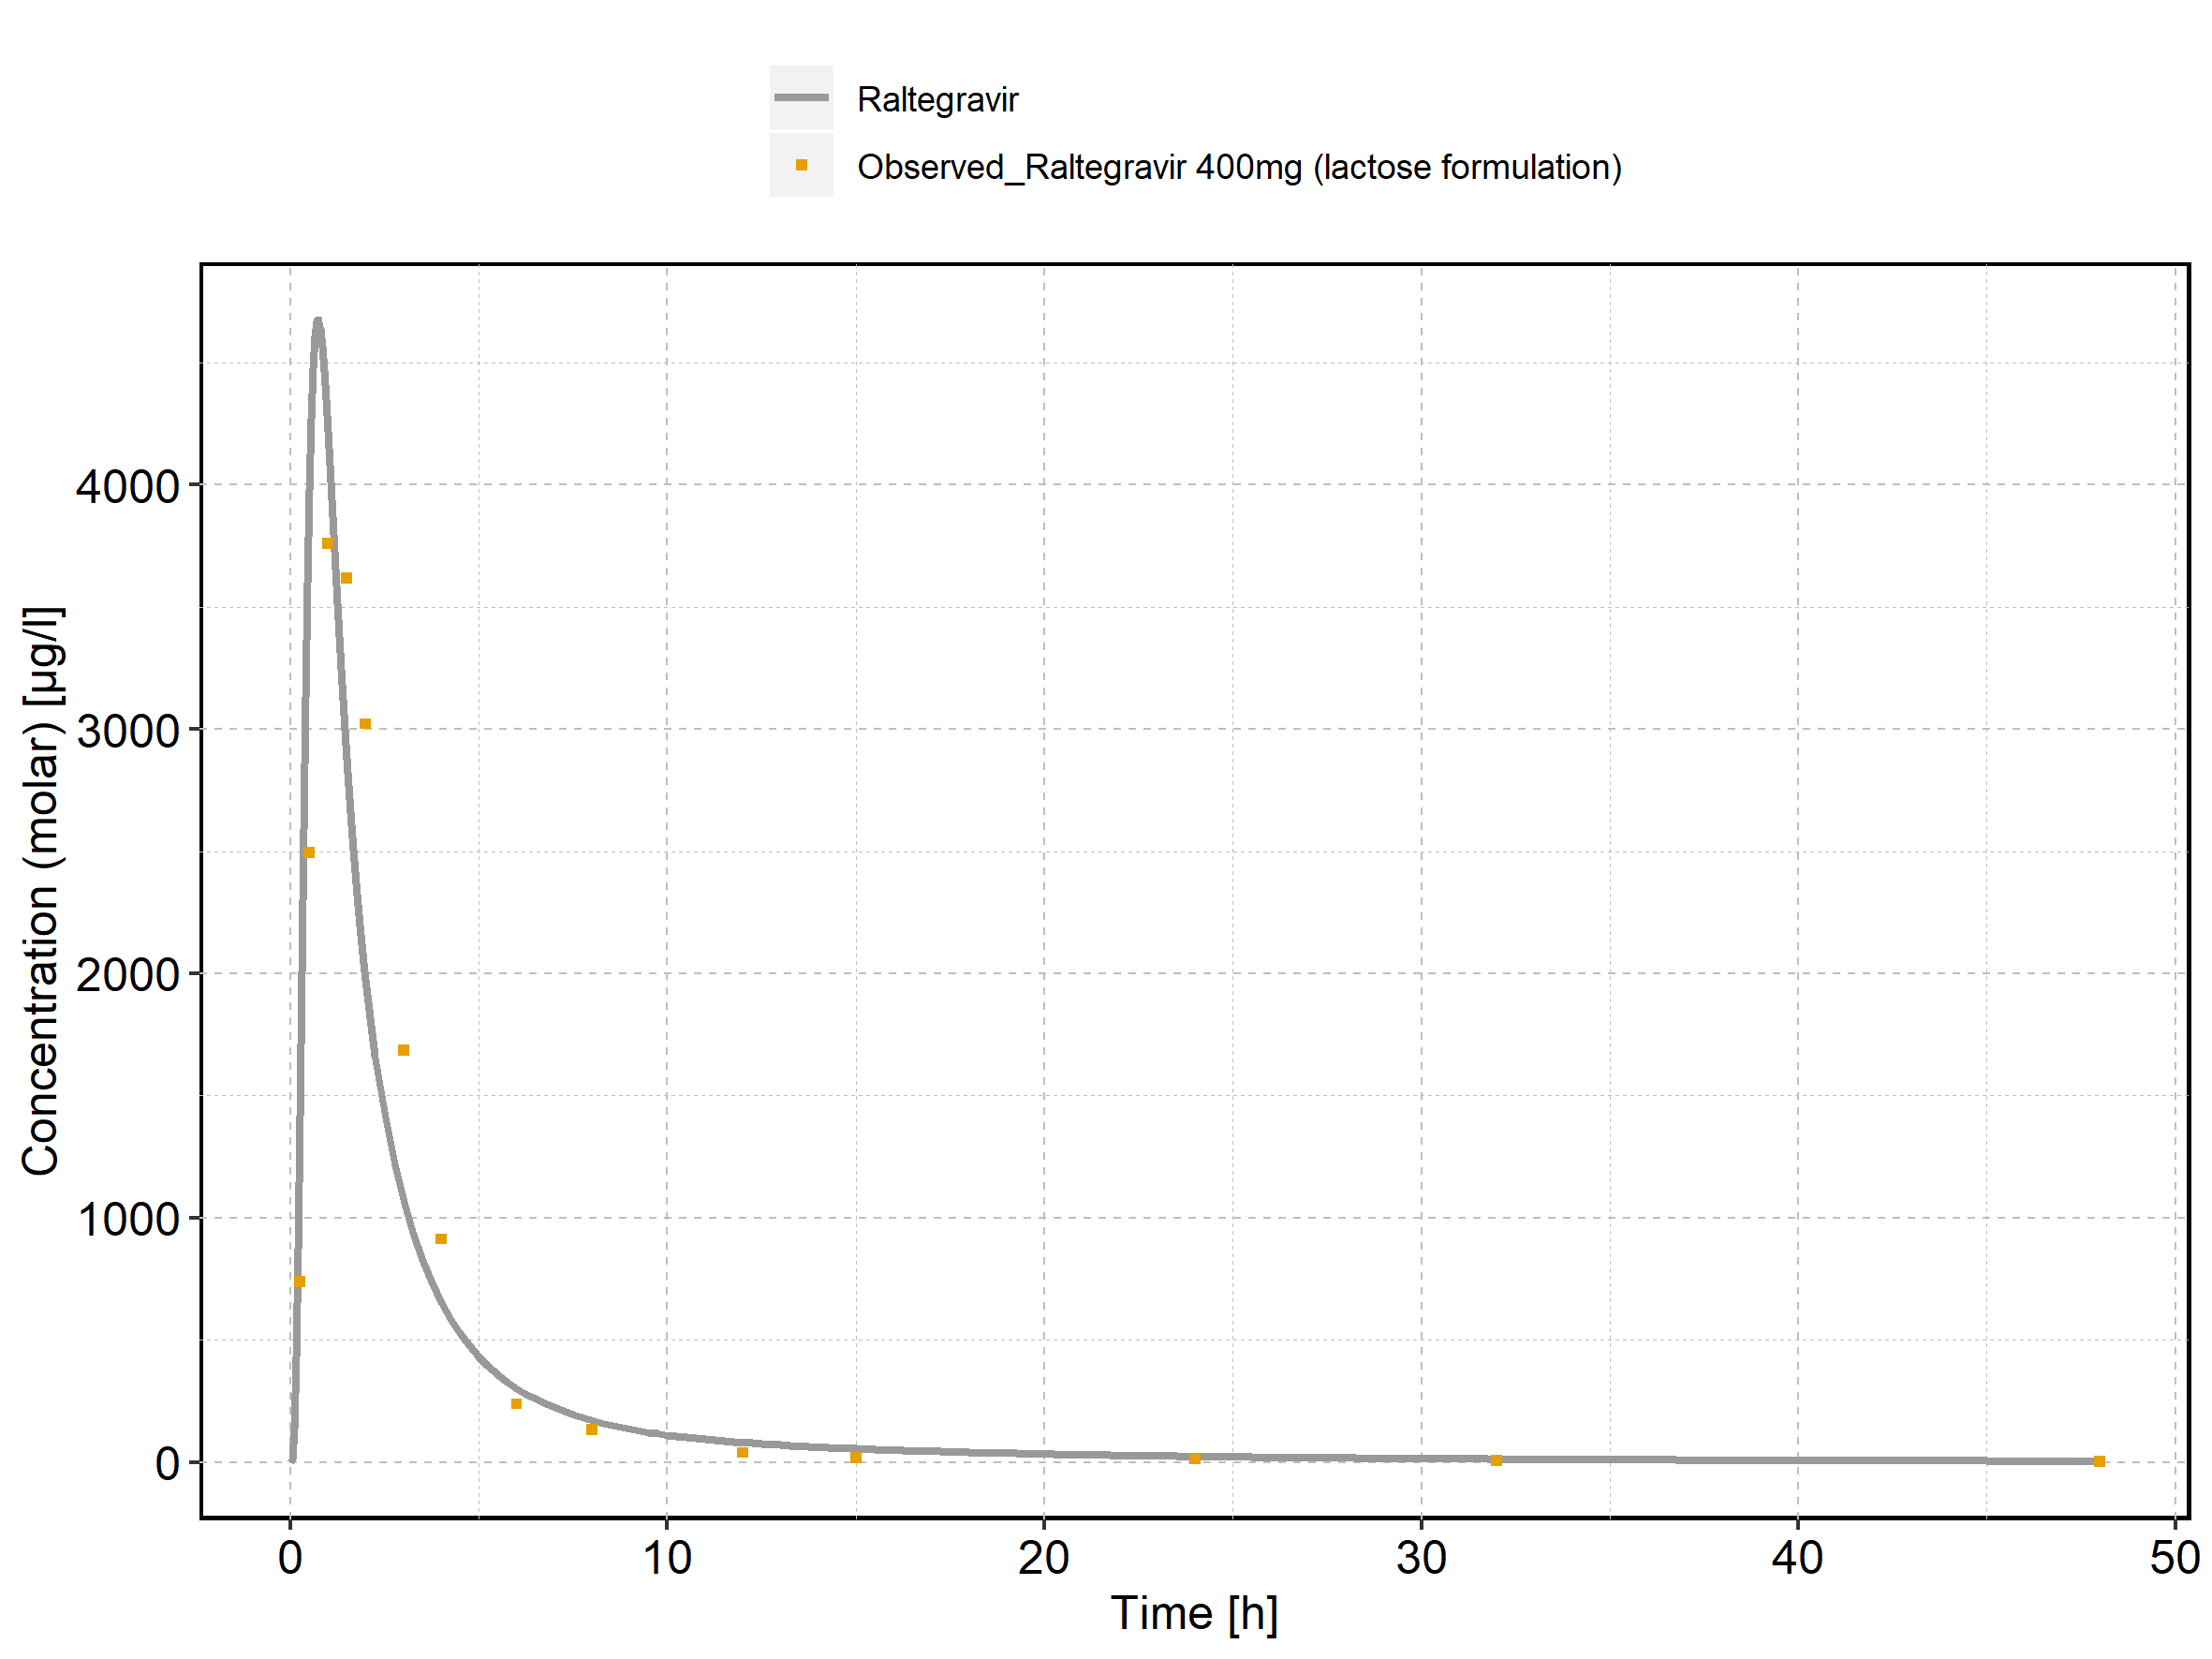 Raltegravir
Observed_Raltegravir 400mg (lactose formulation)
Concentration (molar) [µg/l]
4000
3000
2000
1000
0
0 10 20 30 40 50
Time [h]